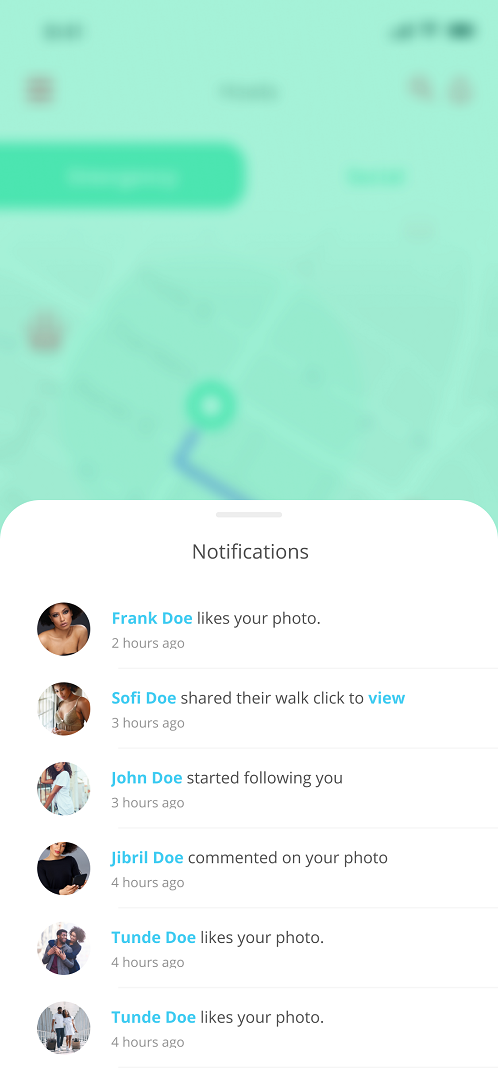 Notifications
Frank Doe likes your photo.
2 hours ago
Sofi Doe shared their walk click to view
3 hours ago
John Doe started following you
3 hours ago
Jibril Doe commented on your photo
4 hours ago
Tunde Doe likes your photo.
4 hours ago
Tunde Doe likes your photo.
4 hours ago